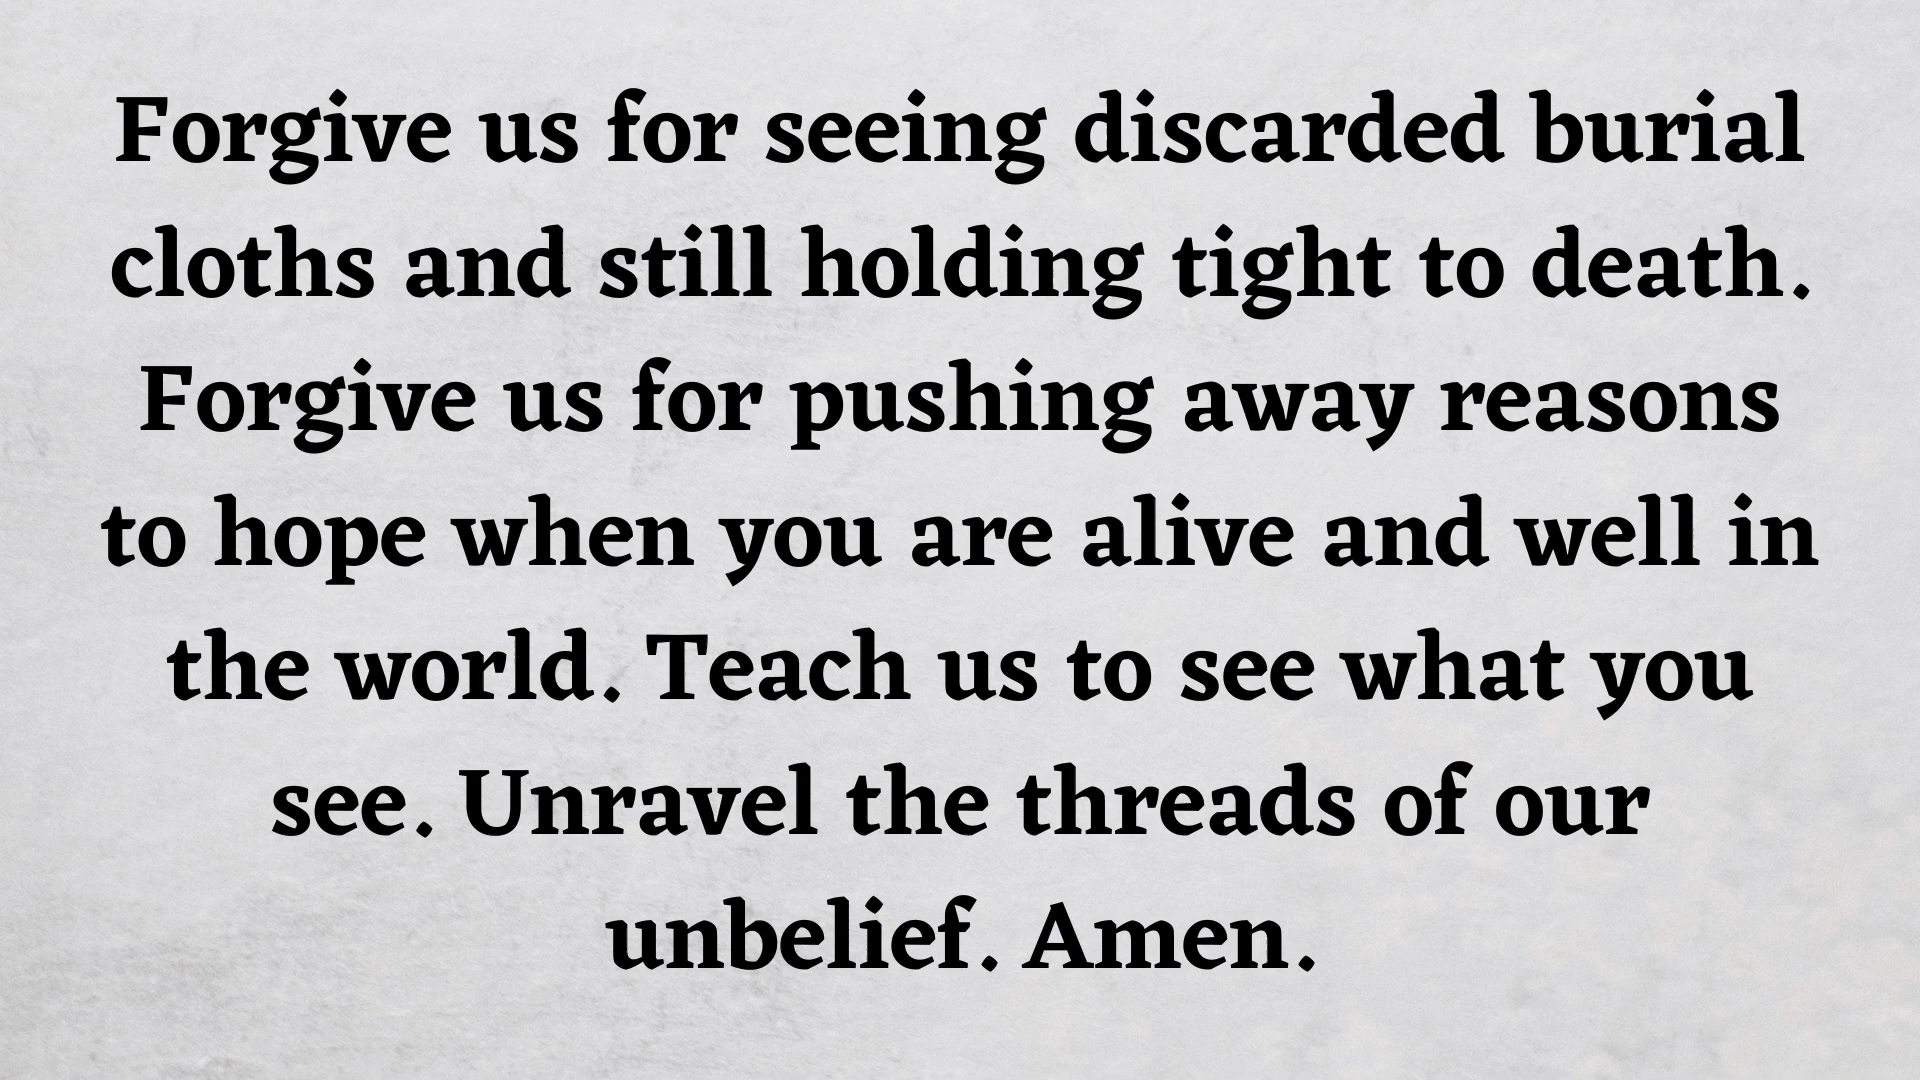 Forgive us for seeing discarded burial
cloths and still holding tight to death.
Forgive us for pushing away reasons
to hope when you are alive and well in
the world. Teach us to see what you
see. Unravel the threads of our
unbelief. Amen.